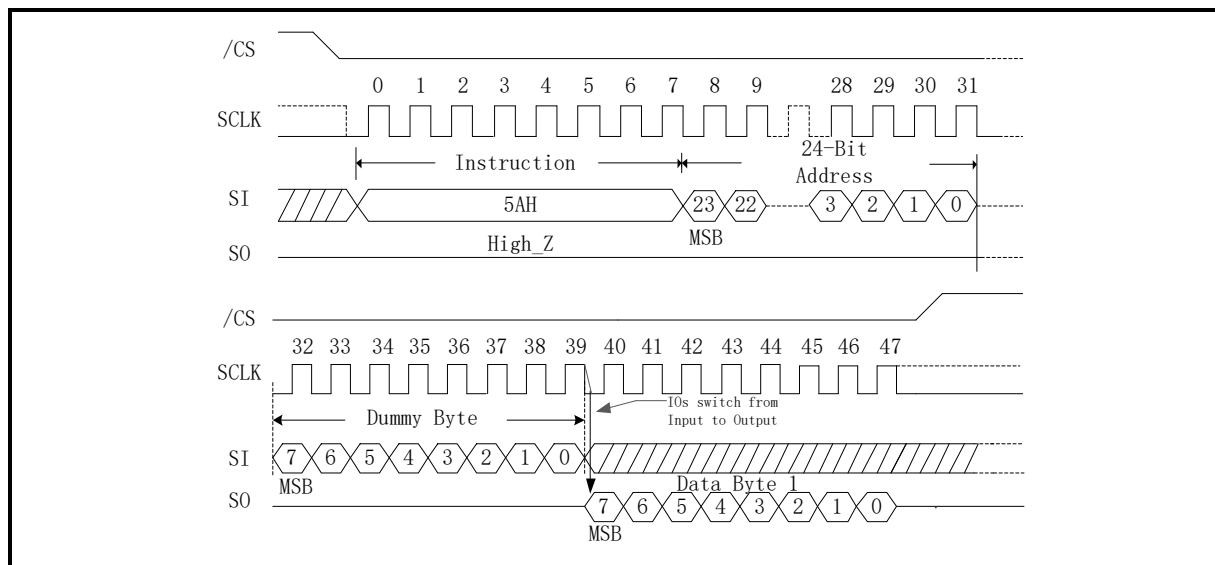 /CS
0 1 2 3 4 5 6 7 8 9 28 29 30 31
SCLK
Instruction
24-Bit
Address
SI
5AH
23 22 3 2 1 0
High_Z
MSB
SO
/CS
32 33 34 35 36 37 38 39 40 41 42 43 44 45 46 47
SCLK
Dummy Byte
IOs switch from
Input to Output
SI
7 6 5 4 3 2 1 0
MSB
Data Byte 1
SO
7 6 5 4 3 2 1 0
MSB